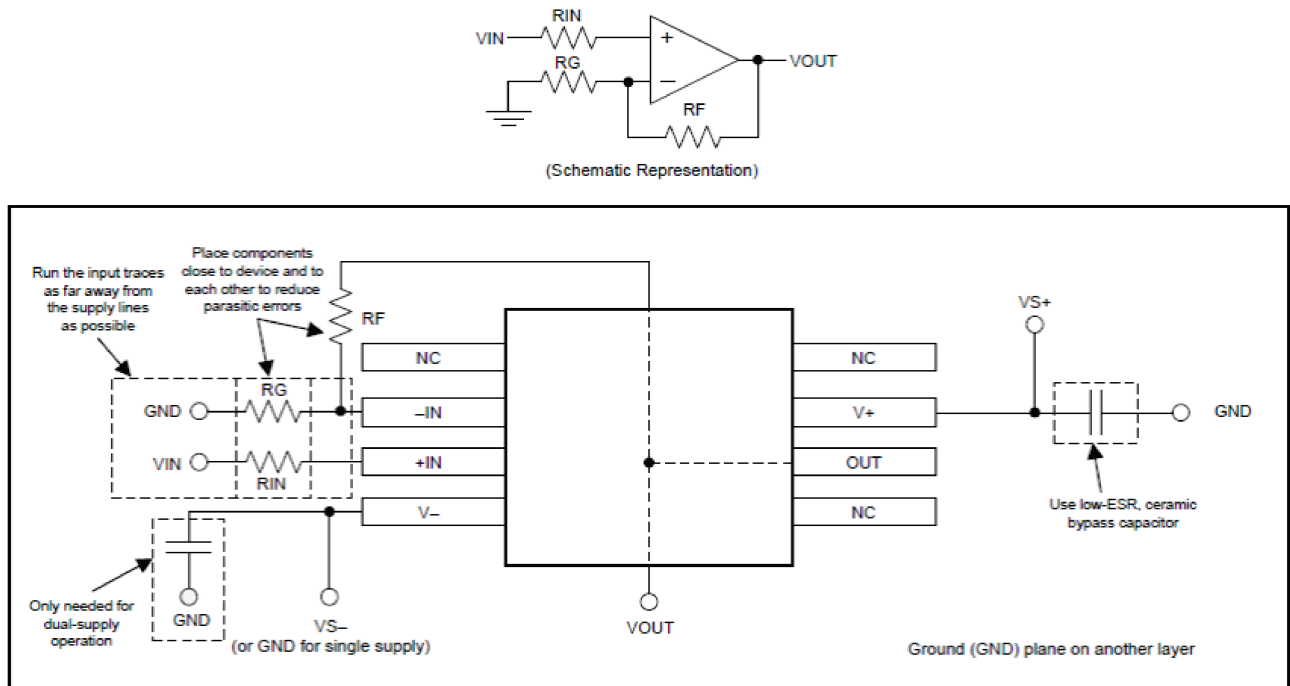 RIN
VIN
+
RG
−
VOUT
RF
(Schematic Representation)
Place components
close to device and to
each other to reduce
parasitic errors
Run the input traces
as far away from
the supply lines
as possible
RF
VS+
NC
NC
RG
GND
–IN
V+
GND
VIN
+IN
OUT
RIN
V–
NC
Use low-ESR, ceramic
bypass capacitor
Only needed for
dual-supply
operation
GND
VS–
(or GND for single supply)
VOUT
Ground (GND) plane on another layer